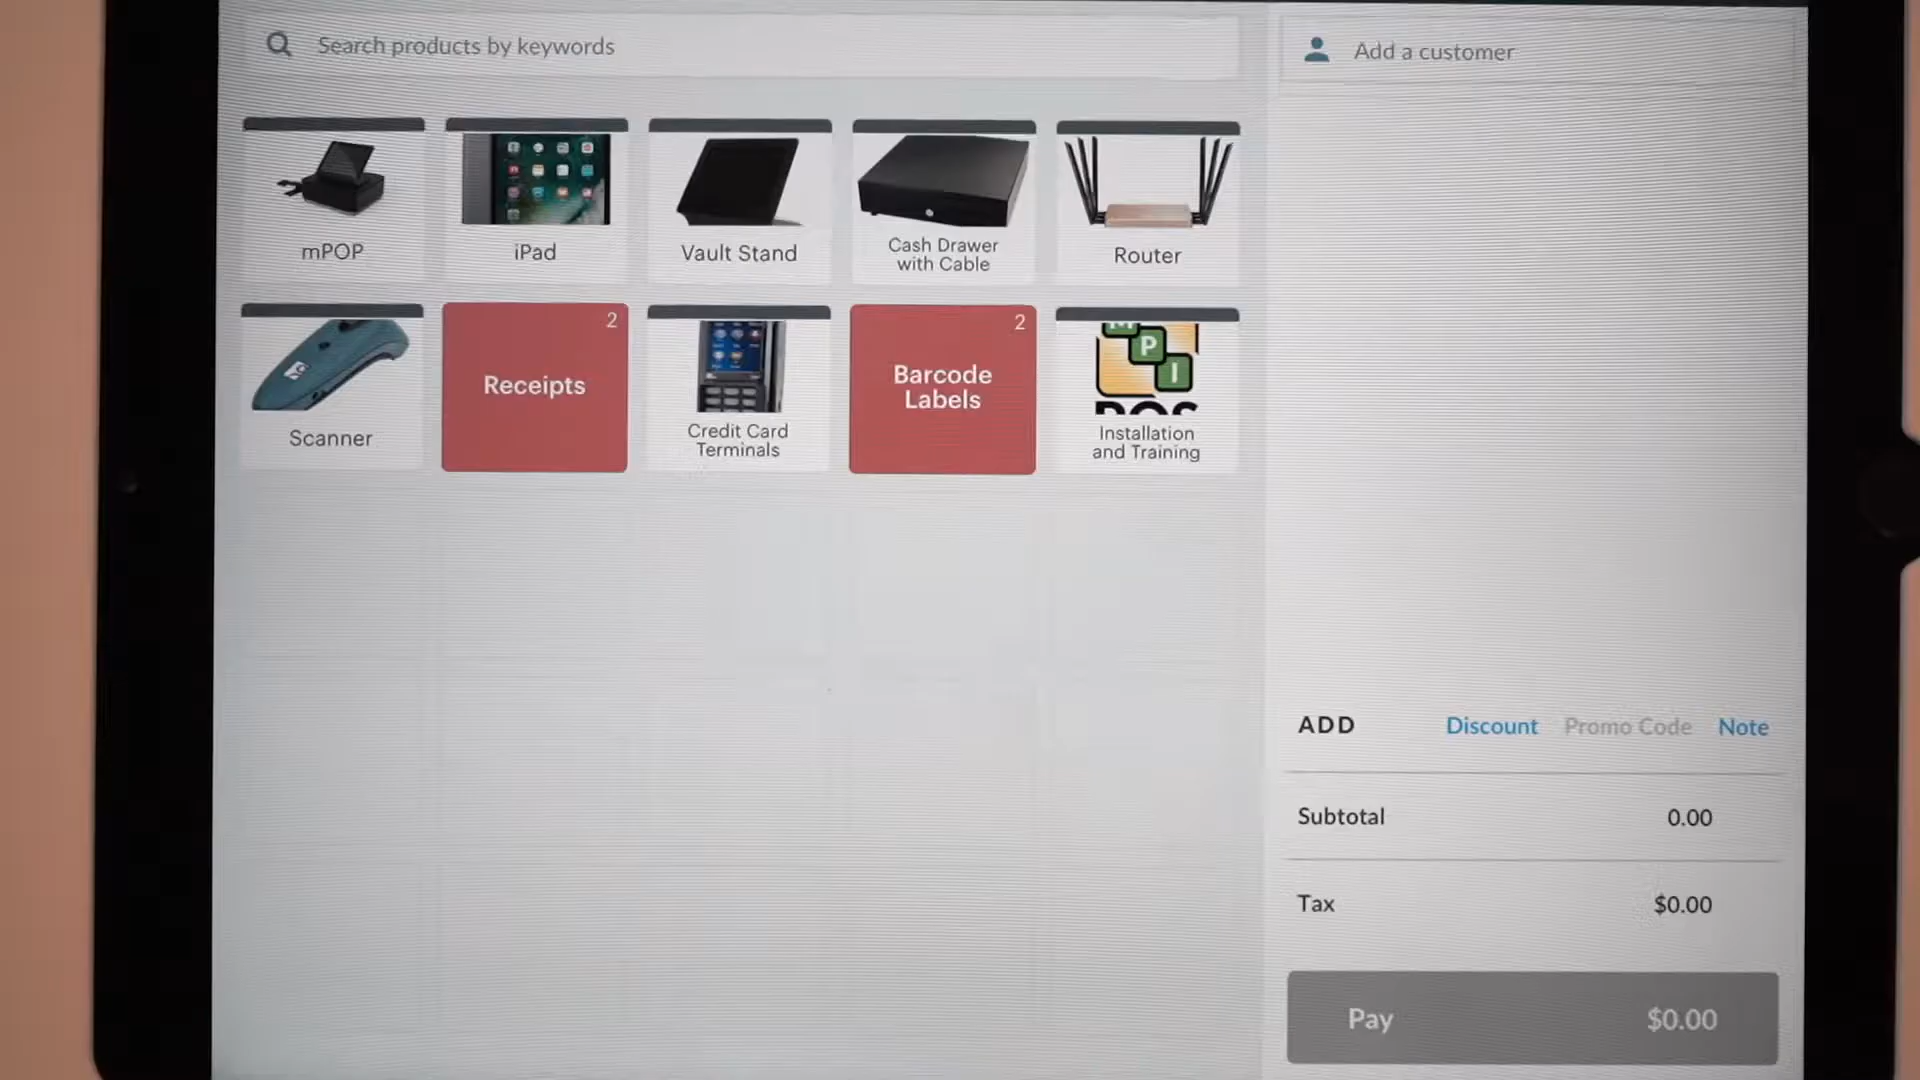 Search products by keywords
Add a customer
mPOP
iPad
Vault Stand
Cash Drawer
with Cable
Router
Scanner
2
Receipts
Credit Card
Terminals
2
Barcode
Labels
M
P
I
POS
Installation
and Training
ADD
Discount
Promo Code
Note
Subtotal
0.00
Tax
$0.00
Pay
$0.00